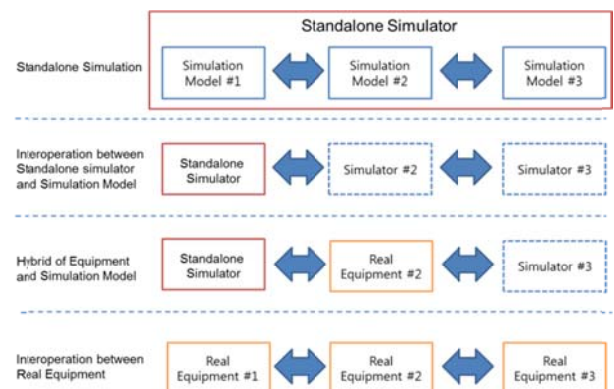 Standalone Simulator
Standalone Simulation
Simulation
Model #1
Simulation
Model #2
Simulation
Model #3
Interoperation between
Standalone simulator
and Simulation Model
Standalone
Simulator
Simulator #2
Simulator #3
Hybrid of Equipment
and Simulation Model
Standalone
Simulator
Real
Equipment #2
Simulator #3
Interoperation between
Real Equipment
Real
Equipment #1
Real
Equipment #2
Real
Equipment #3